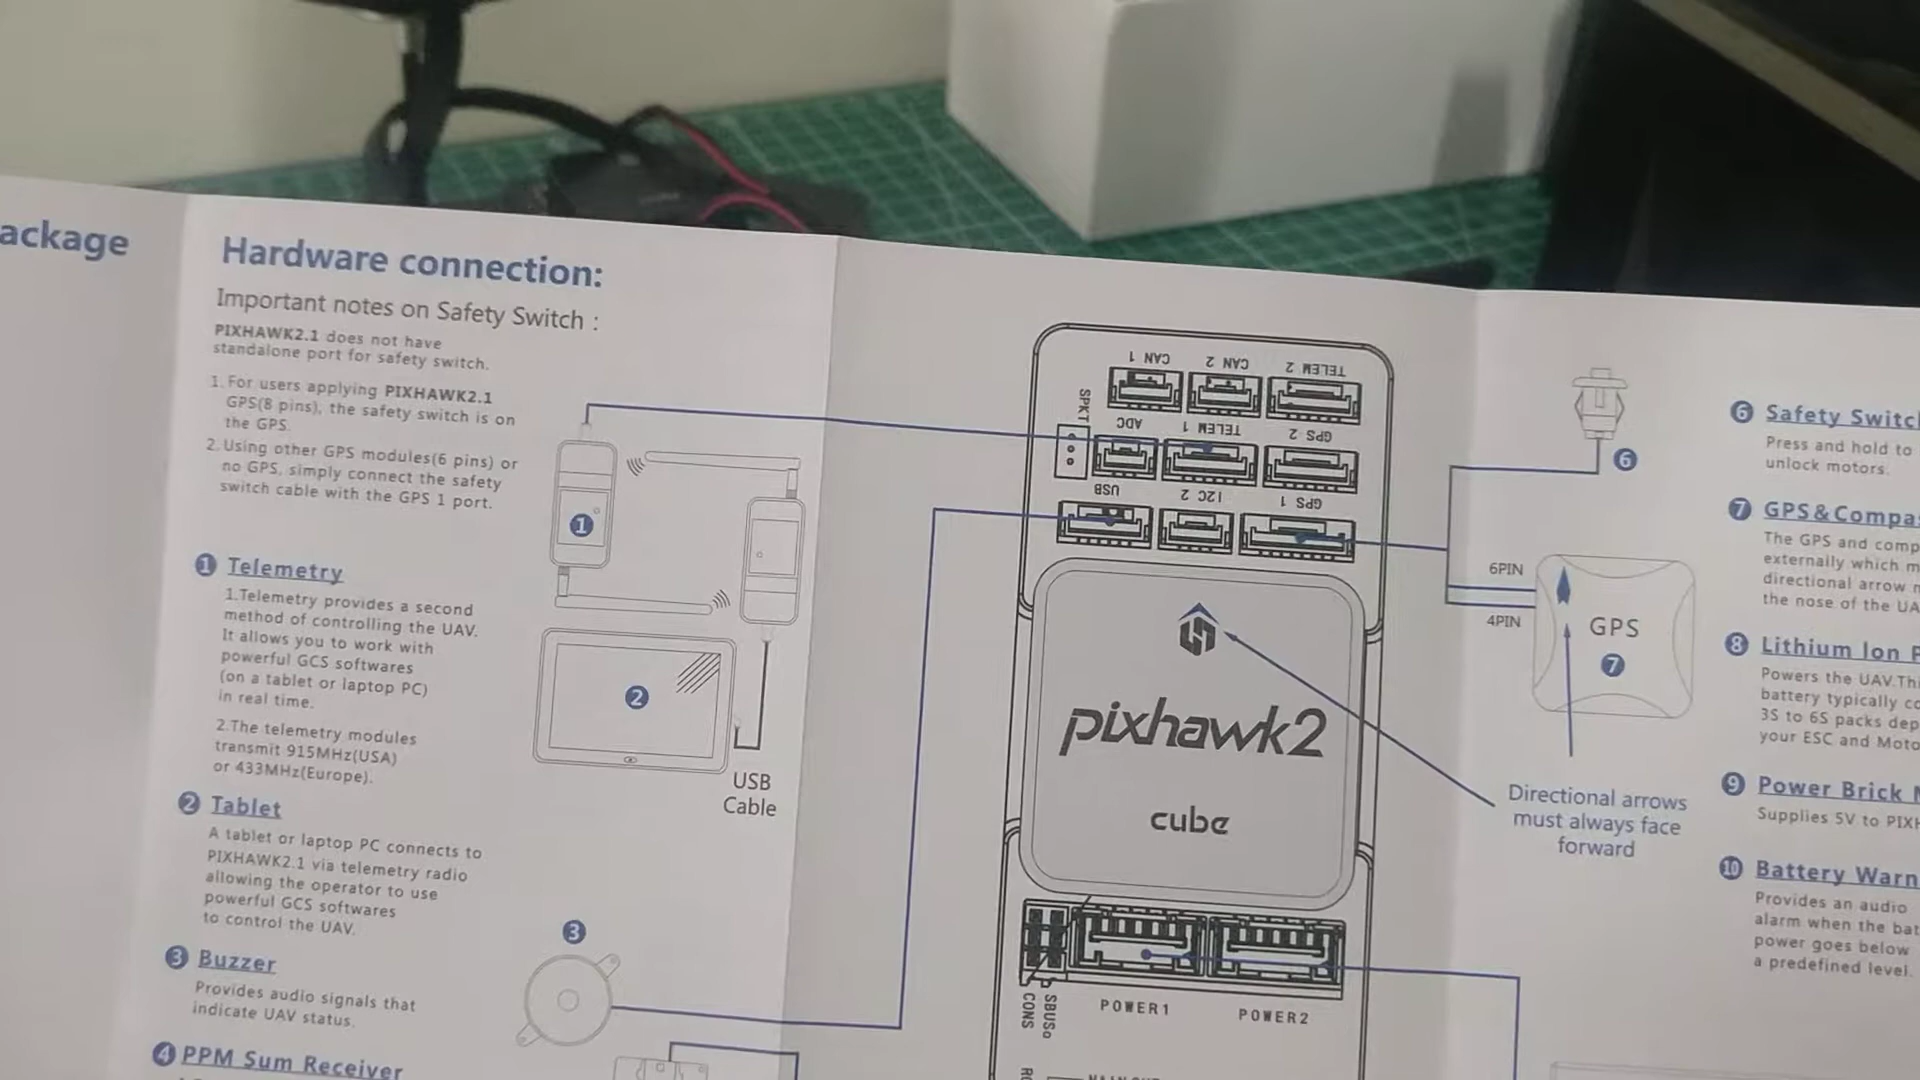 ackage
Hardware connection:
Important notes on Safety Switch :
PIXHAWK2.1 does not have
standalone port for safety switch.
1. For users applying PIXHAWK2.1
GPS(8 pins), the safety switch is on
the GPS.
2. Using other GPS modules(6 pins) or
no GPS, simply connect the safety
switch cable with the GPS 1 port.
1 Telemetry
1.Telemetry provides a second
method of controlling the UAV.
It allows you to work with
powerful GCS softwares
(on a tablet or laptop PC)
in real time.
2.The telemetry modules
transmit 915MHz(USA)
or 433MHz(Europe).
2 Tablet
A tablet or laptop PC connects to
PIXHAWK2.1 via telemetry radio
allowing the operator to use
powerful GCS softwares
to control the UAV.
3 Buzzer
Provides audio signals that
indicate UAV status.
4 PPM Sum Receiver
1
2
USB
Cable
3
CAN 1
CAN 2
TELEM 2
SPKT
ADC
TELEM 1
GPS 2
USB
I2C 2
GPS 1
pixhawk2
cube
CONS
SBUSo
POWER1
POWER2
6
6PIN
4PIN
GPS
7
Directional arrows
must always face
forward
6 Safety Switch
Press and hold to
unlock motors.
7 GPS&Compas
The GPS and comp
externally which m
directional arrow m
the nose of the UA
8 Lithium Ion P
Powers the UAV.Thi
battery typically co
3S to 6S packs dep
your ESC and Moto
9 Power Brick M
Supplies 5V to PIXH
10 Battery Warn
Provides an audio
alarm when the bat
power goes below
a predefined level.